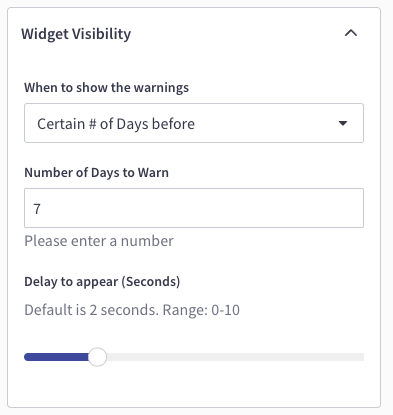 Widget Visibility
When to show the warnings
Certain # of Days before
Number of Days to Warn
7
Please enter a number
Delay to appear (Seconds)
Default is 2 seconds. Range: 0-10